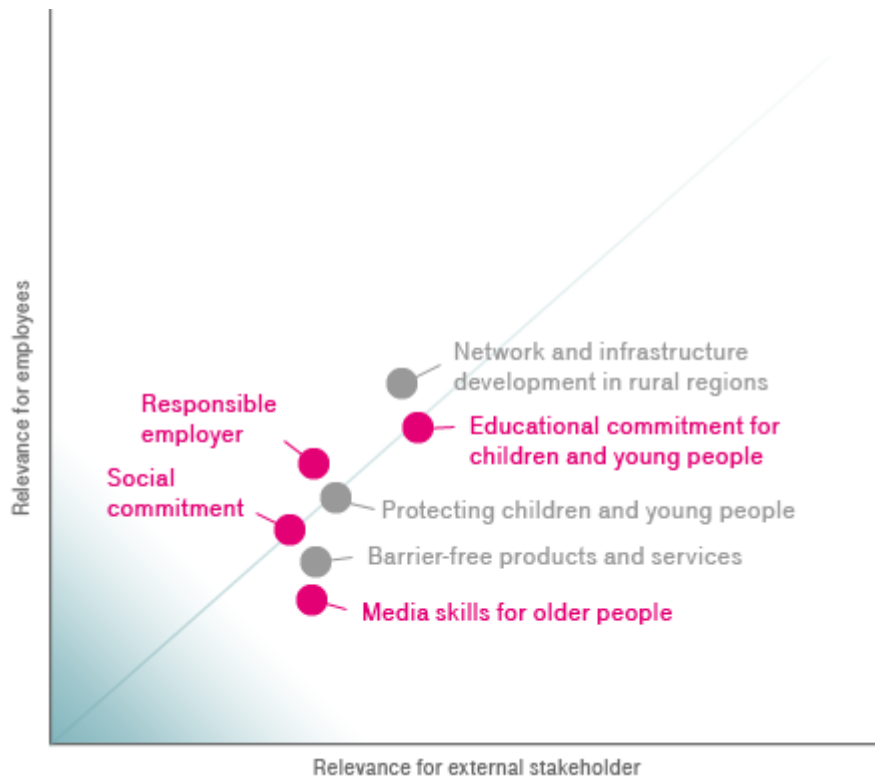 Relevance for employees
Network and infrastructure
development in rural regions
Responsible
employer
Educational commitment for
children and young people
Social
commitment
Protecting children and young people
Barrier-free products and services
Media skills for older people
Relevance for external stakeholder